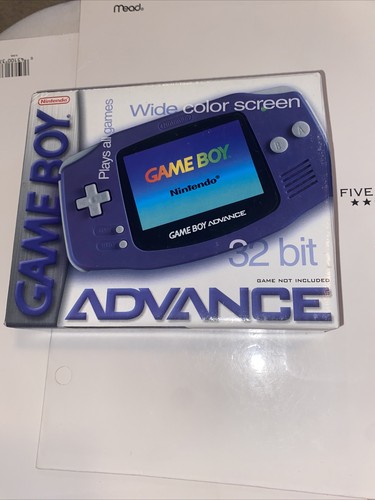 Mead
Nintendo
GAME BOY
Plays all games
Wide color screen
B
A
GAME BOY
Nintendo®
GAME BOY ADVANCE
32 bit
GAME NOT INCLUDED
ADVANCE
FIVE
★★